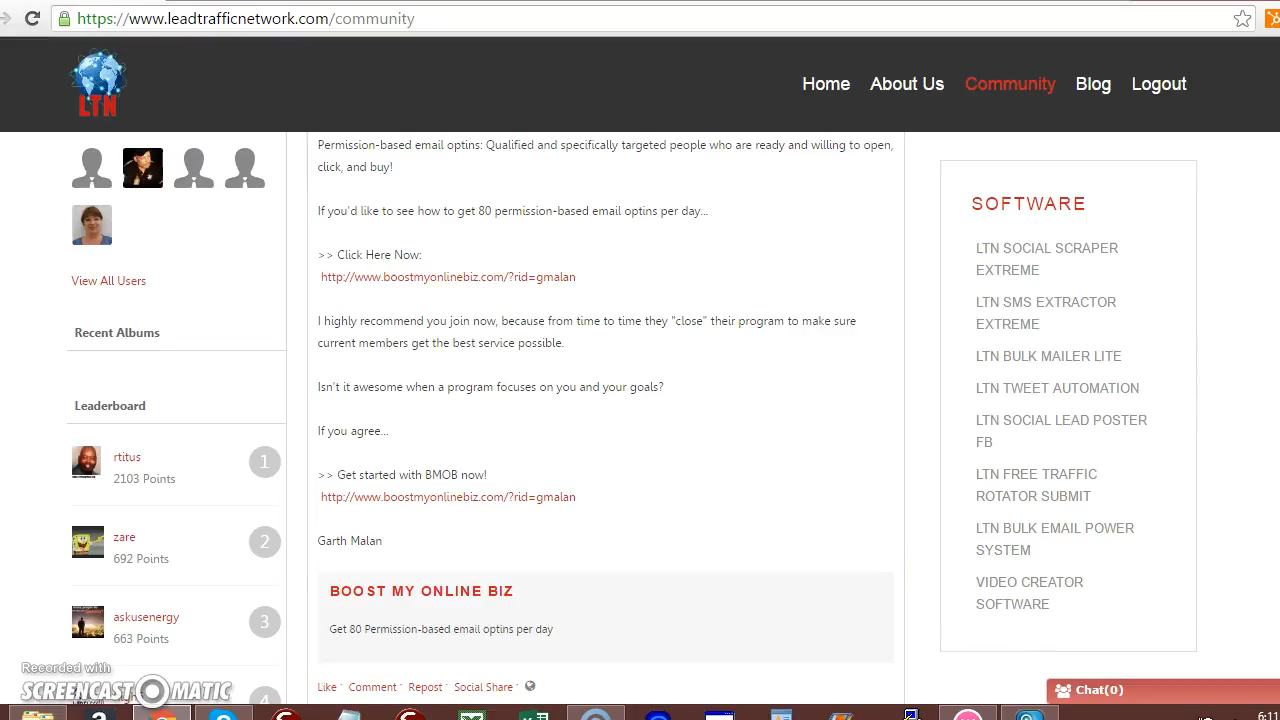 https://www.leadtrafficnetwork.com/community
LTN
Home About Us Community Blog Logout
View All Users
Recent Albums
Leaderboard
rtitus
2103 Points
1
zare
692 Points
2
askusenergy
663 Points
3
4
Permission-based email optins: Qualified and specifically targeted people who are ready and willing to open,
click, and buy!
If you'd like to see how to get 80 permission-based email optins per day...
>> Click Here Now:
http://www.boostmyonlinebiz.com/?rid=gmalan
I highly recommend you join now, because from time to time they "close" their program to make sure
current members get the best service possible.
Isn't it awesome when a program focuses on you and your goals?
If you agree...
>> Get started with BMOB now!
http://www.boostmyonlinebiz.com/?rid=gmalan
Garth Malan
BOOST MY ONLINE BIZ
Get 80 Permission-based email optins per day
Like · Comment · Repost · Social Share ·
SOFTWARE
LTN SOCIAL SCRAPER
EXTREME
LTN SMS EXTRACTOR
EXTREME
LTN BULK MAILER LITE
LTN TWEET AUTOMATION
LTN SOCIAL LEAD POSTER
FB
LTN FREE TRAFFIC
ROTATOR SUBMIT
LTN BULK EMAIL POWER
SYSTEM
VIDEO CREATOR
SOFTWARE
Chat(0)
Recorded with
SCREENCAST-O-MATIC